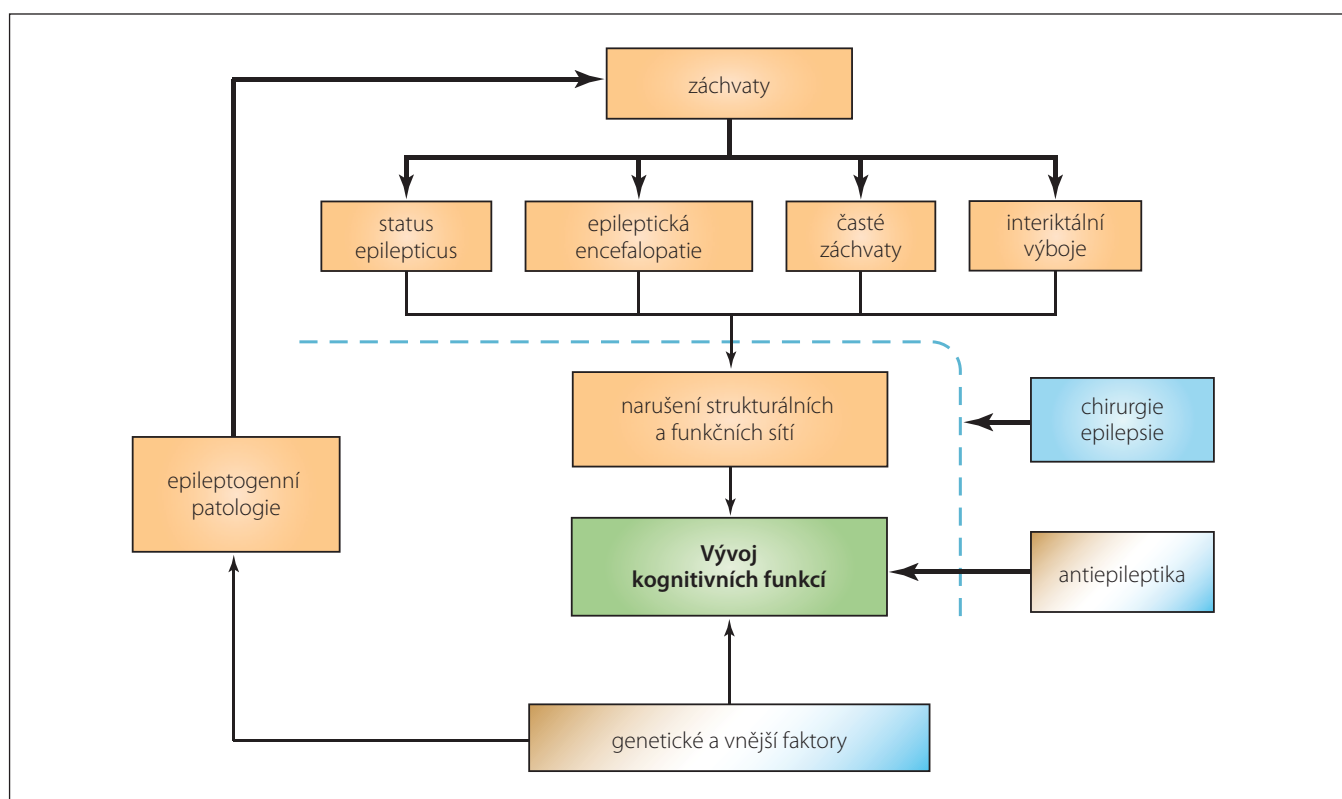 záchvaty
status
epilepticus
epileptická
encefalopatie
časté
záchvaty
interiktální
výboje
narušení strukturálních
a funkčních sítí
chirurgie
epilepsie
epileptogenní
patologie
Vývoj
kognitivních funkcí
antiepileptika
genetické a vnější faktory